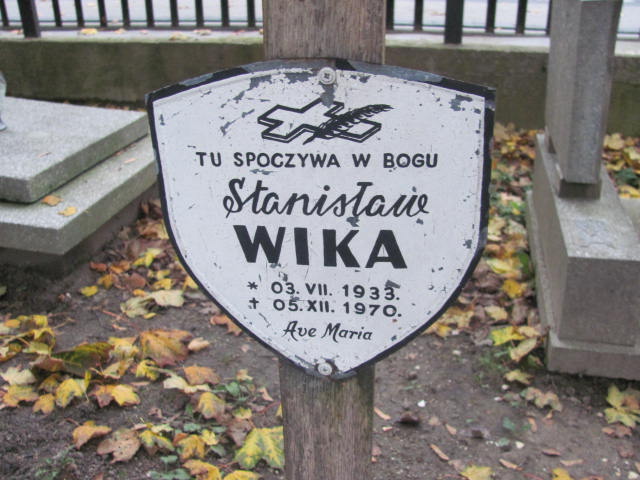 TU SPOCZYWA W BOGU
Stanisław
WIKA
* 03. VII. 1933.
+ 05. XII. 1970.
Ave Maria